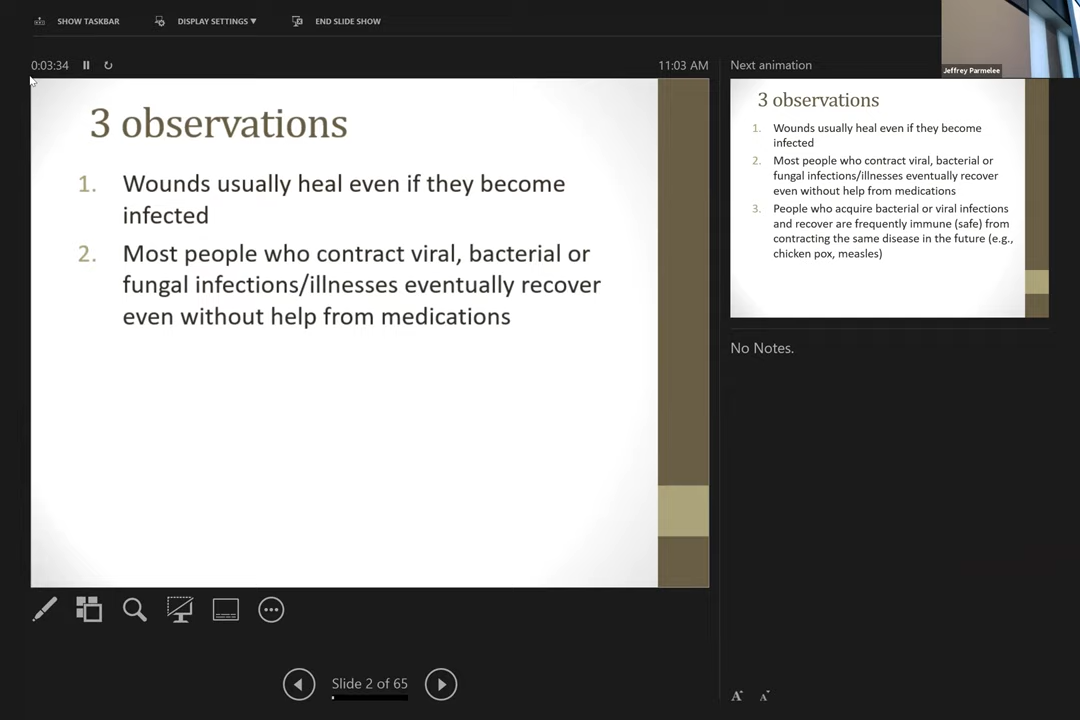 SHOW TASKBAR
DISPLAY SETTINGS ▼
END SLIDE SHOW
Jeffrey Parmelee
0:03:34
11:03 AM
Next animation
3 observations
1. Wounds usually heal even if they become
infected
2. Most people who contract viral, bacterial or
fungal infections/illnesses eventually recover
even without help from medications
3 observations
1. Wounds usually heal even if they become
infected
2. Most people who contract viral, bacterial or
fungal infections/illnesses eventually recover
even without help from medications
3. People who acquire bacterial or viral infections
and recover are frequently immune (safe) from
contracting the same disease in the future (e.g.,
chicken pox, measles)
No Notes.
Slide 2 of 65
A A